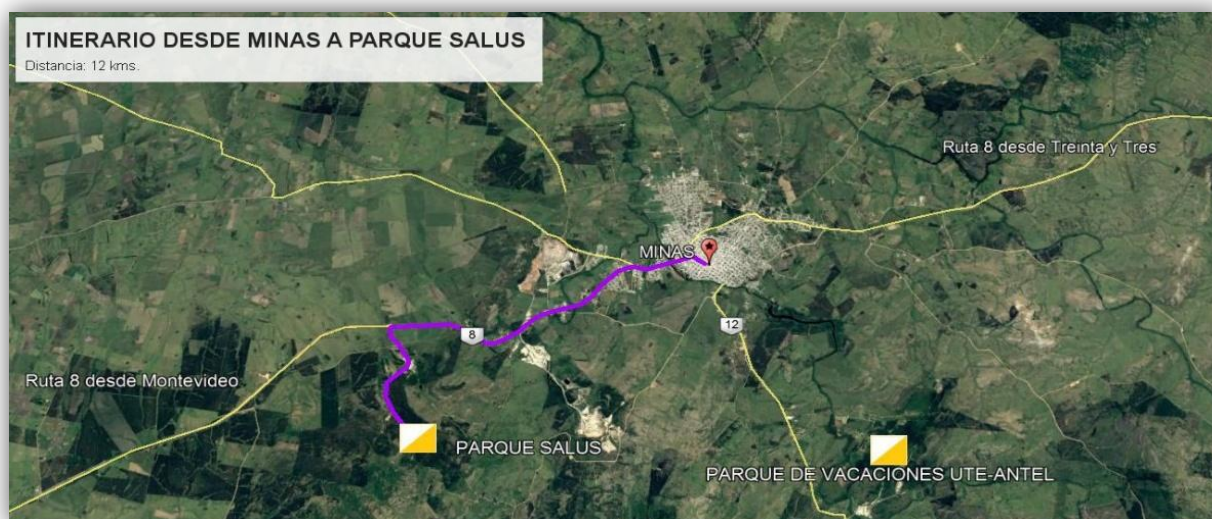 ITINERARIO DESDE MINAS A PARQUE SALUS
Distancia: 12 kms.
Ruta 8 desde Treinta y Tres
MINAS
12
8
Ruta 8 desde Montevideo
PARQUE SALUS
PARQUE DE VACACIONES UTE-ANTEL